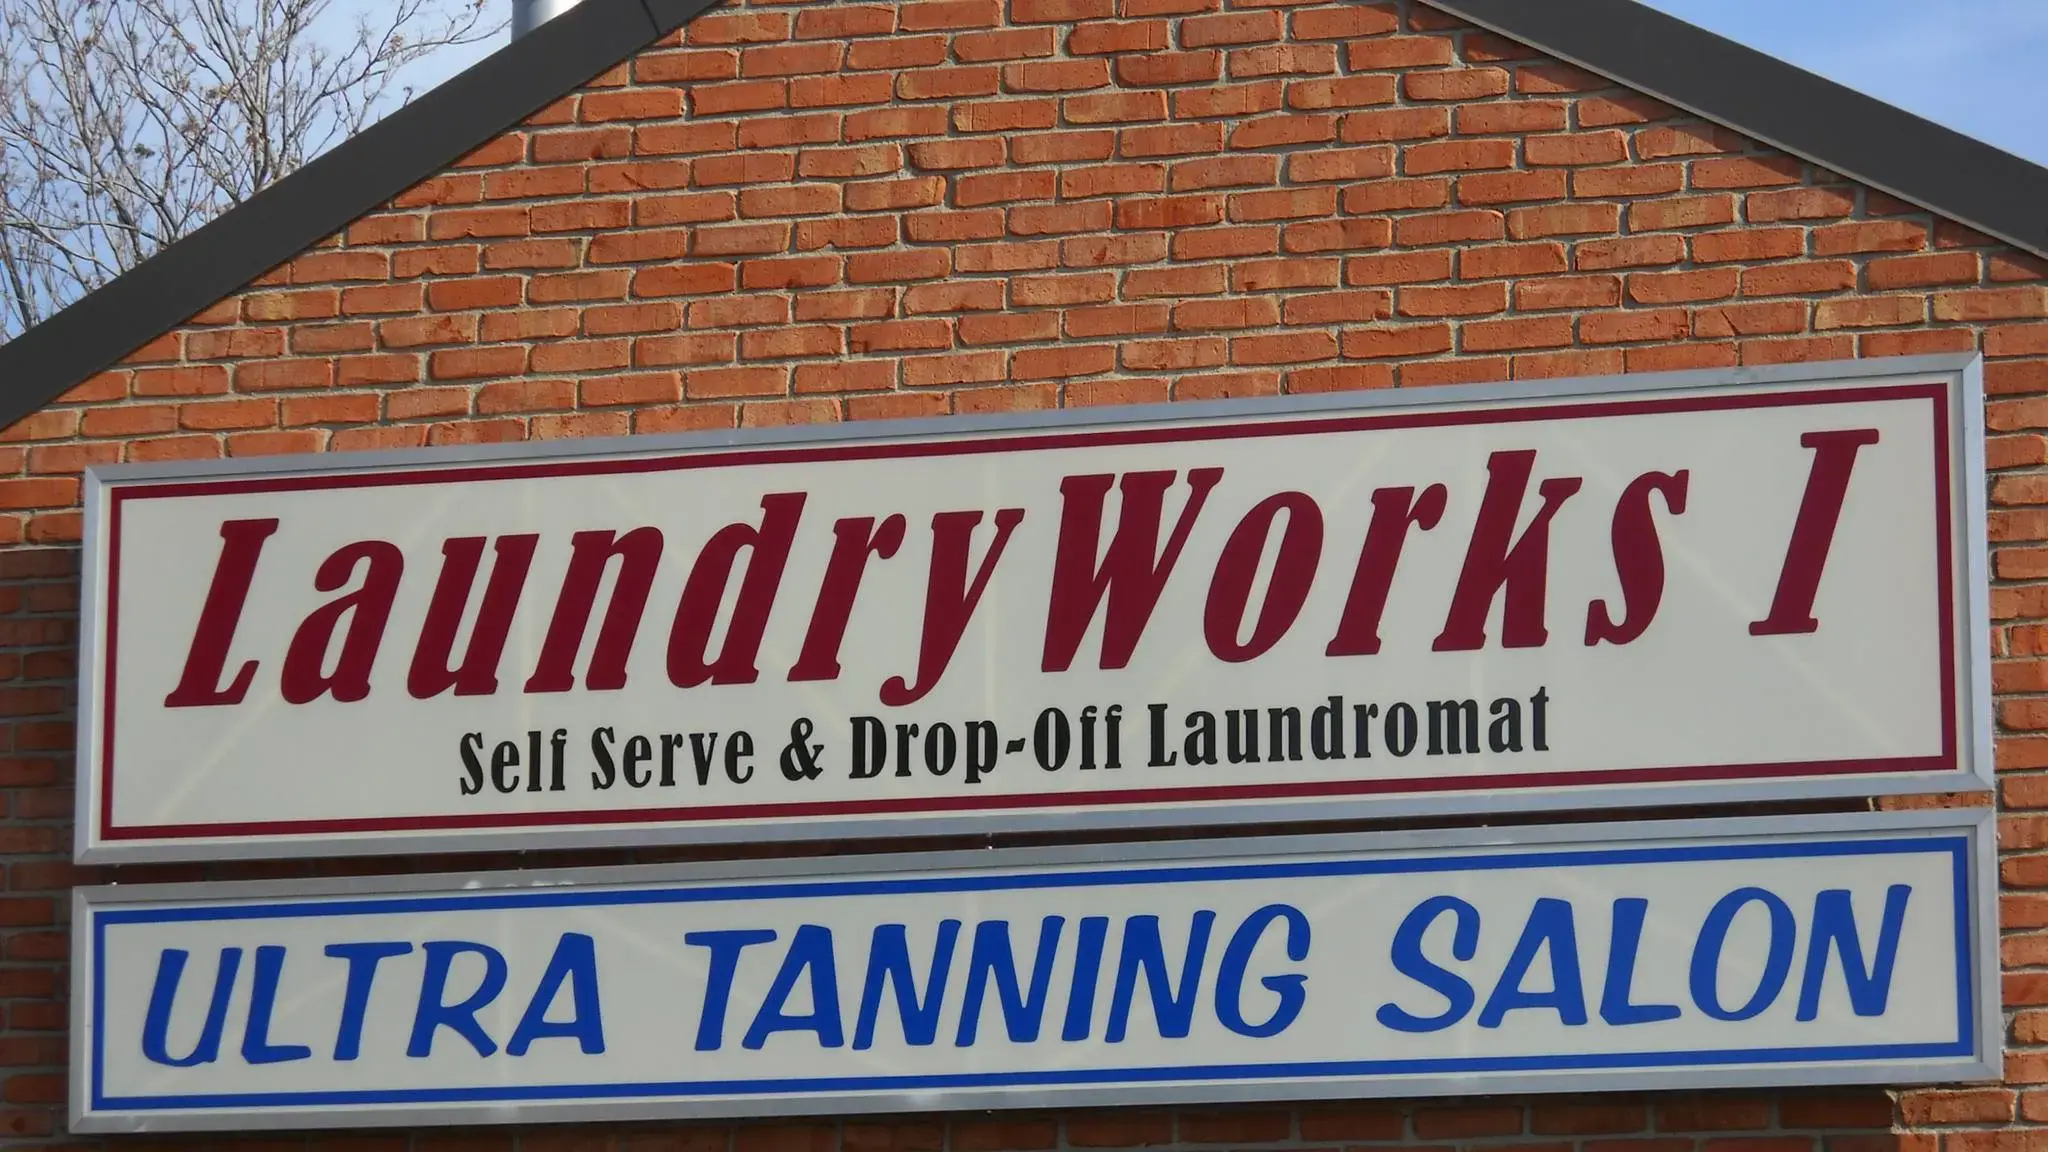 LaundryWorks I
Self Serve & Drop-Off Laundromat
ULTRA TANNING SALON